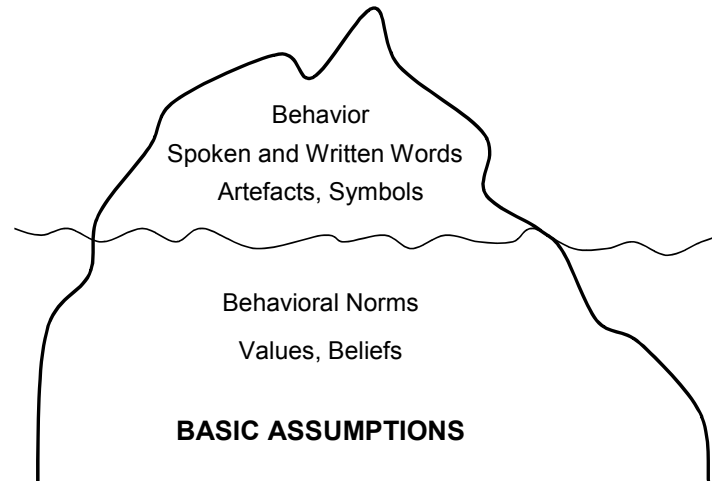 Behavior
Spoken and Written Words
Artefacts, Symbols
Behavioral Norms
Values, Beliefs
BASIC ASSUMPTIONS